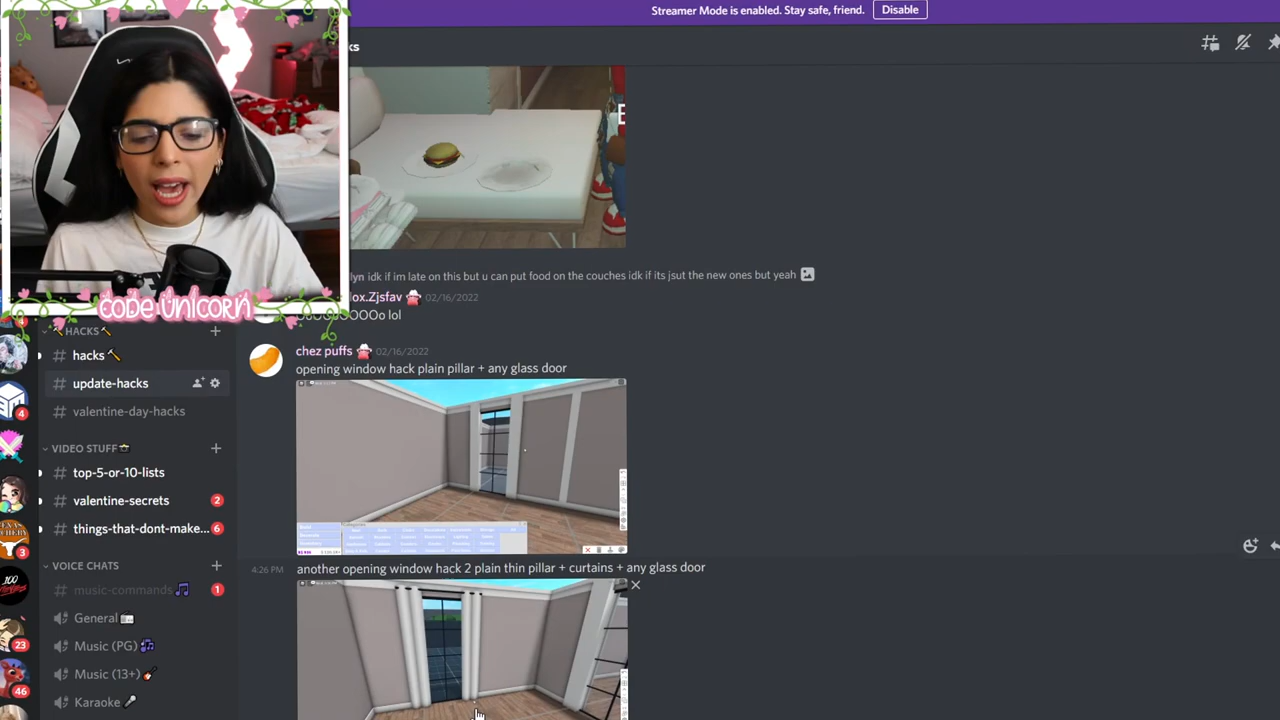 Streamer Mode is enabled. Stay safe, friend. Disable
ks
E
lyn idk if im late on this but u can put food on the couches idk if its jsut the new ones but yeah
lox.Zjsfav 02/16/2022
OOo lol
CODE UNICORN
HACKS
hacks
update-hacks
valentine-day-hacks
VIDEO STUFF
top-5-or-10-lists
valentine-secrets 2
things-that-dont-make... 6
VOICE CHATS
music-commands 1
General
Music (PG)
Music (13+)
Karaoke
4
4
3
23
46
chez puffs 02/16/2022
opening window hack plain pillar + any glass door
4:26 PM another opening window hack 2 plain thin pillar + curtains + any glass door